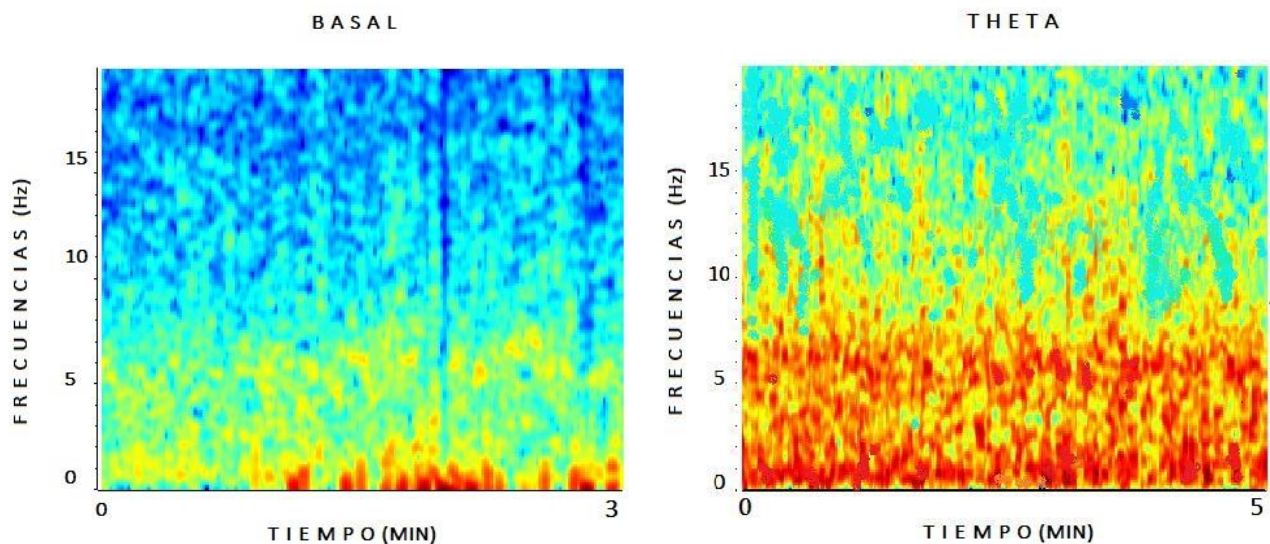 BASAL
FRECUENCIAS (Hz)
15
10
5
0
0
3
TIEMPO (MIN)
THETA
FRECUENCIAS (Hz)
15
10
5
0
0
5
TIEMPO (MIN)